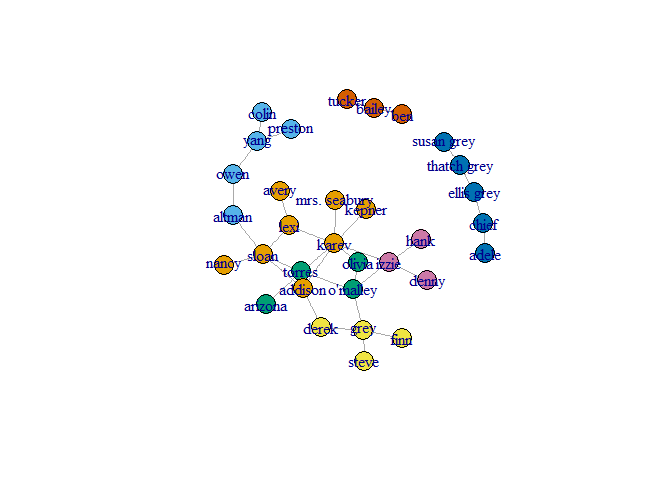 tucker
bailey
ben
colin
preston
yang
susan grey
thatch grey
owen
avery
mrs. seabury
ellis grey
kepner
altman
lexi
chief
hank
karev
sloan
adele
nancy
torres
olivia
izzie
denny
addison
o'malley
arizona
derek
grey
finn
steve